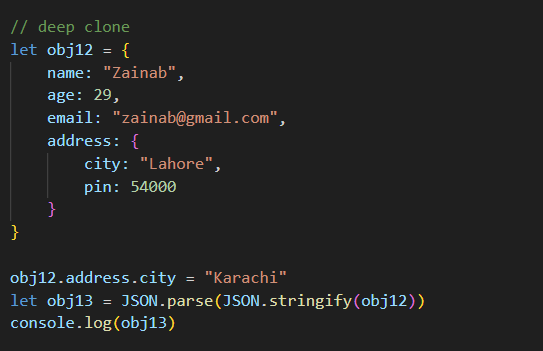 // deep clone
let obj12 = {
    name: "Zainab",
    age: 29,
    email: "zainab@gmail.com",
    address: {
        city: "Lahore",
        pin: 54000
    }
}

obj12.address.city = "Karachi"
let obj13 = JSON.parse(JSON.stringify(obj12))
console.log(obj13)